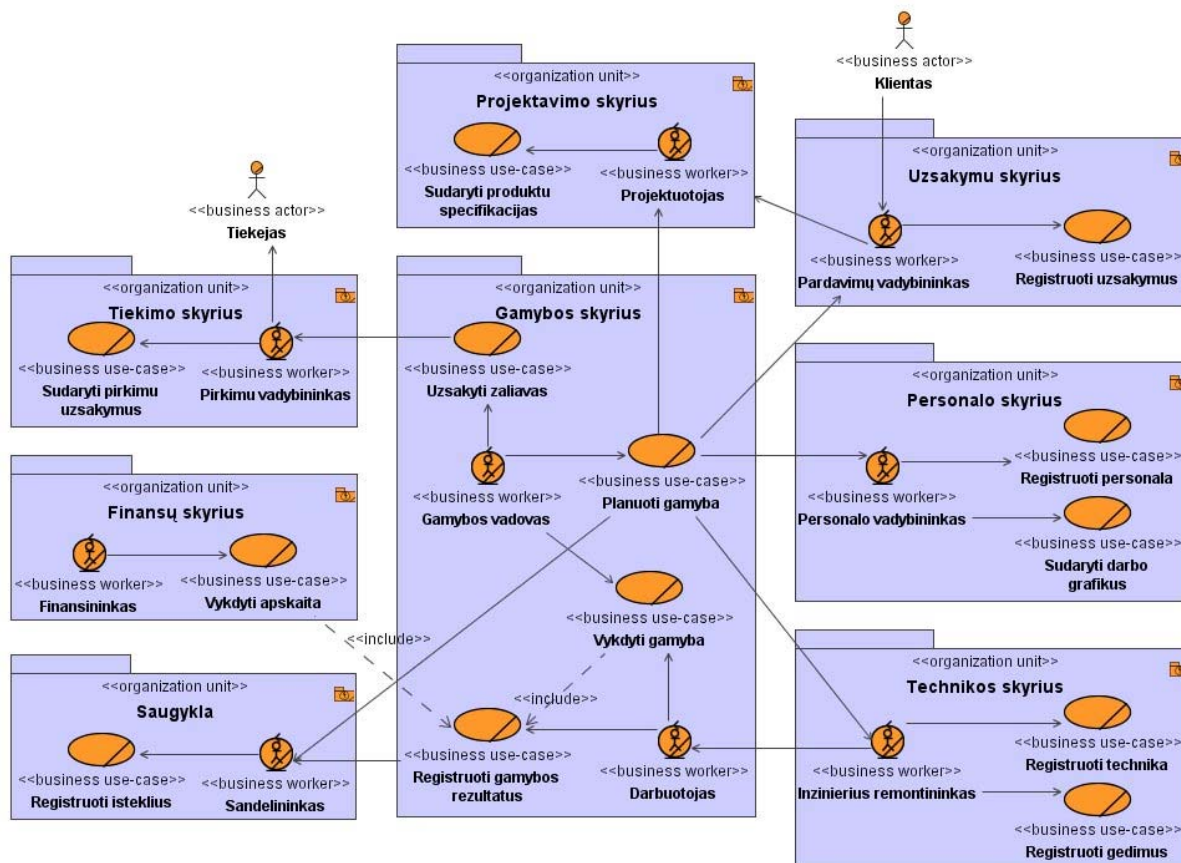 <<business actor>>
Klientas
<<organization unit>>
Projektavimo skyrius
<<business use-case>>
Sudaryti produktu
specifikacijas
<<business worker>>
Projektuotojas
<<organization unit>>
Uzsakymu skyrius
<<business worker>>
Pardavimų vadybininkas
<<business use-case>>
Registruoti uzsakymus
<<business actor>>
Tiekejas
<<organization unit>>
Tiekimo skyrius
<<business use-case>>
Sudaryti pirkimu
uzsakymus
<<business worker>>
Pirkimu vadybininkas
<<organization unit>>
Gamybos skyrius
<<business use-case>>
Uzsakyti zaliavas
<<business worker>>
Gamybos vadovas
<<business use-case>>
Planuoti gamyba
<<business use-case>>
Vykdyti gamyba
<<include>>
<<include>>
<<business use-case>>
Registruoti gamybos
rezultatus
<<business worker>>
Darbuotojas
<<organization unit>>
Personalo skyrius
<<business use-case>>
Registruoti personala
<<business worker>>
Personalo vadybininkas
<<business use-case>>
Sudaryti darbo
grafikus
<<organization unit>>
Finansų skyrius
<<business worker>>
Finansininkas
<<business use-case>>
Vykdyti apskaita
<<organization unit>>
Saugykla
<<business use-case>>
Registruoti isteklius
<<business worker>>
Sandelininkas
<<organization unit>>
Technikos skyrius
<<business use-case>>
Registruoti technika
<<business worker>>
Inzinierius remontininkas
<<business use-case>>
Registruoti gedimus